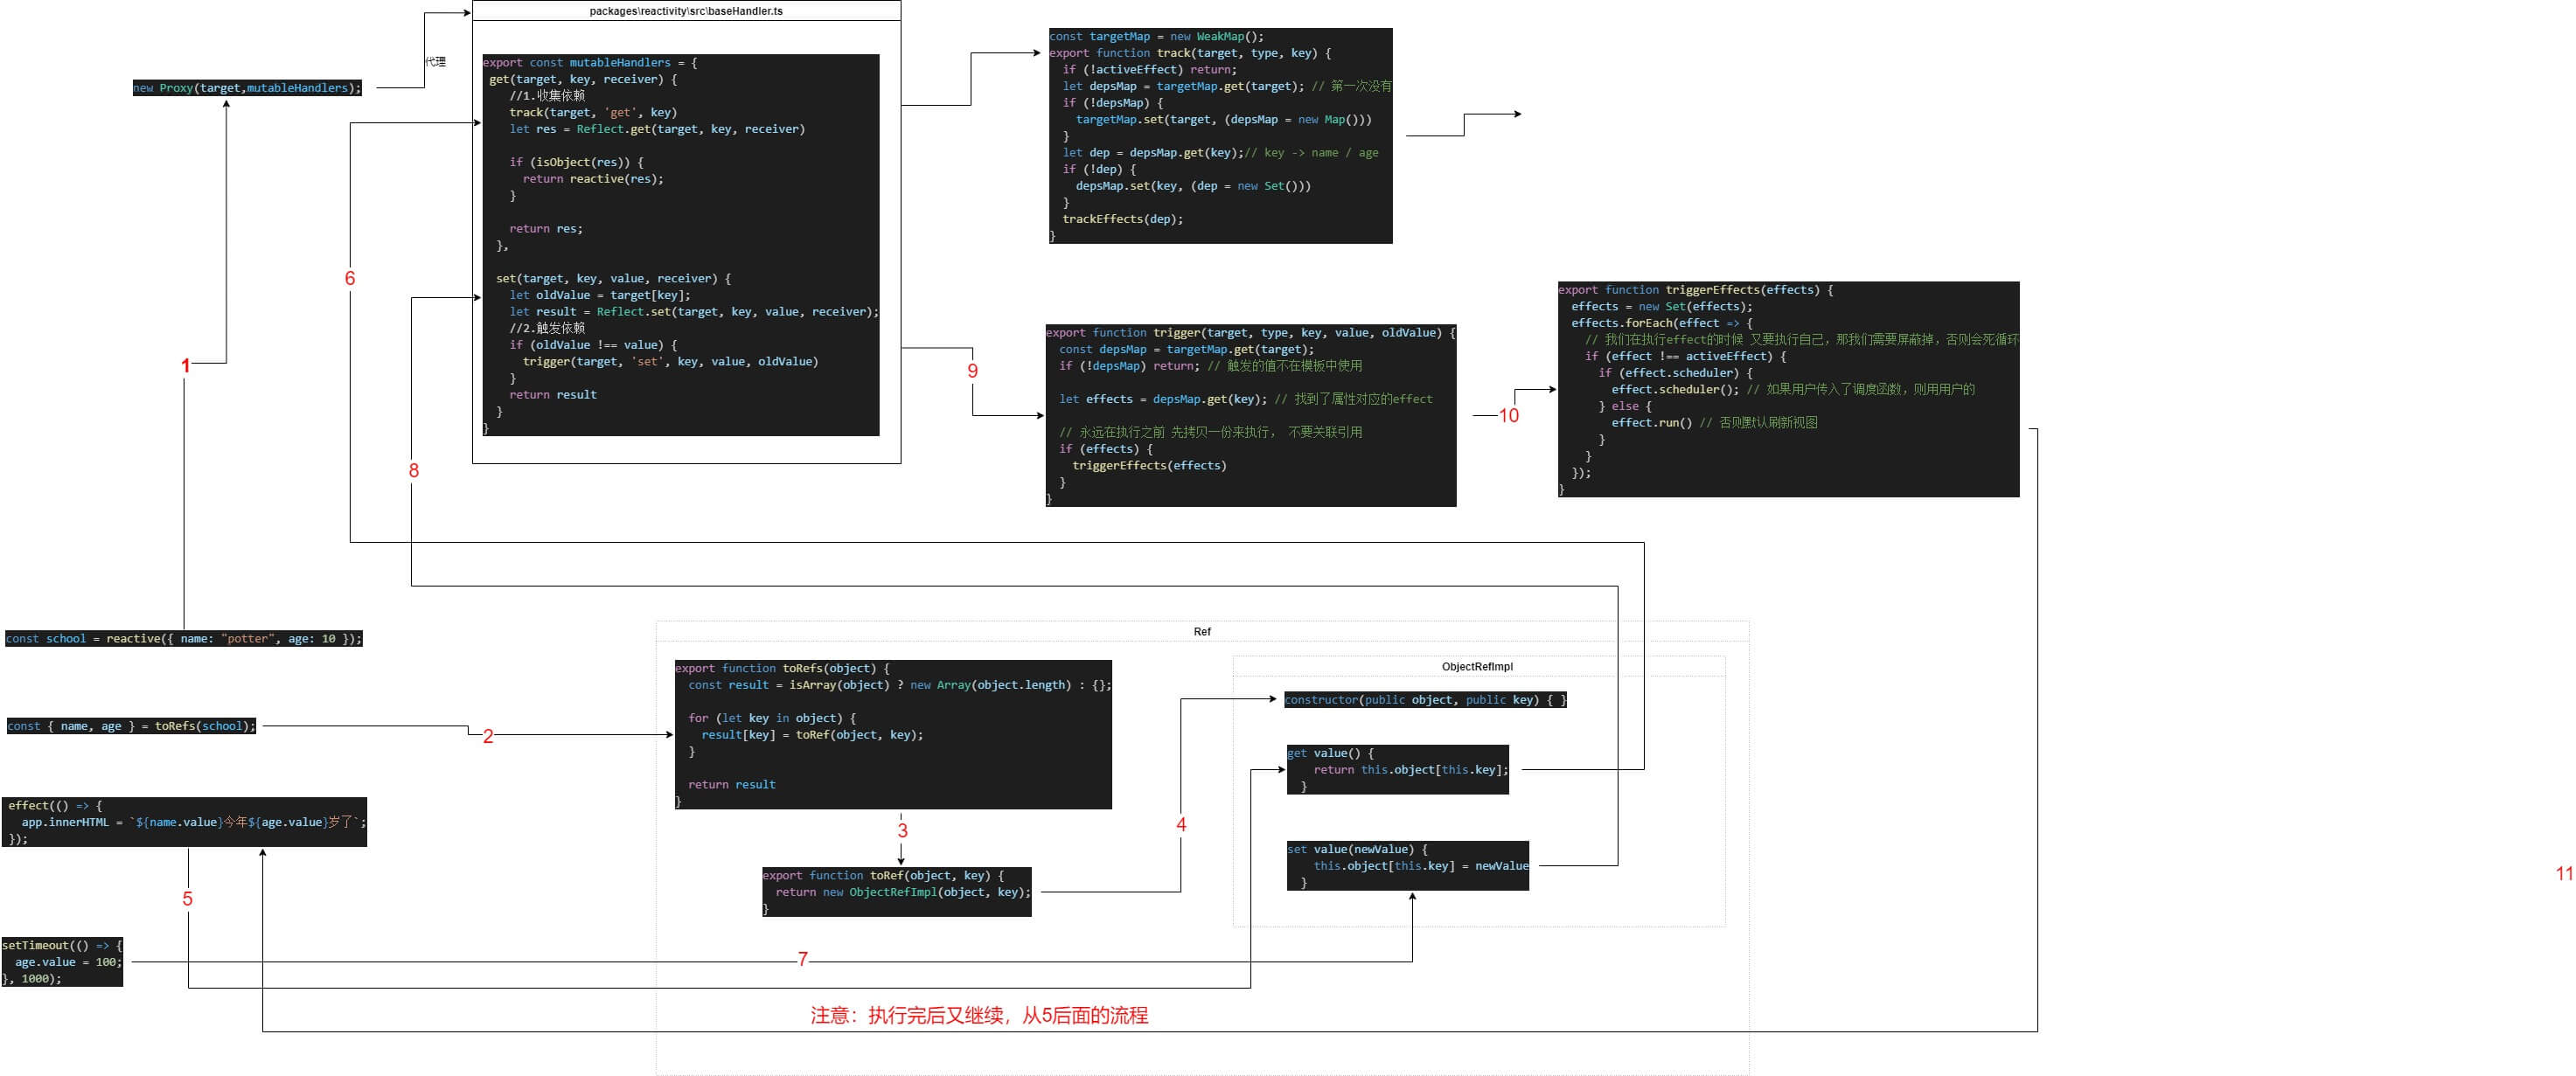 packages\reactivity\src\baseHandler.ts
代理
new Proxy(target,mutableHandlers);
export const mutableHandlers = {
 get(target, key, receiver) {
    //1.收集依赖
    track(target, 'get', key)
    let res = Reflect.get(target, key, receiver)
    if (isObject(res)) {
      return reactive(res);
    }
    return res;
  },
  set(target, key, value, receiver) {
    let oldValue = target[key];
    let result = Reflect.set(target, key, value, receiver);
    //2.触发依赖
    if (oldValue !== value) {
      trigger(target, 'set', key, value, oldValue)
    }
    return result
  }
}
const targetMap = new WeakMap();
export function track(target, type, key) {
  if (!activeEffect) return;
  let depsMap = targetMap.get(target); // 第一次没有
  if (!depsMap) {
    targetMap.set(target, (depsMap = new Map()))
  }
  let dep = depsMap.get(key);// key -> name / age
  if (!dep) {
    depsMap.set(key, (dep = new Set()))
  }
  trackEffects(dep);
}
1
6
8
9
export function trigger(target, type, key, value, oldValue) {
  const depsMap = targetMap.get(target);
  if (!depsMap) return; // 触发的值不在模板中使用
  let effects = depsMap.get(key); // 找到了属性对应的effect
  // 永远在执行之前 先拷贝一份来执行， 不要关联引用
  if (effects) {
    triggerEffects(effects)
  }
}
10
export function triggerEffects(effects) {
  effects = new Set(effects);
  effects.forEach(effect => {
    // 我们在执行effect的时候 又要执行自己，那我们需要屏蔽掉，否则会死循环
    if (effect !== activeEffect) {
      if (effect.scheduler) {
        effect.scheduler(); // 如果用户传入了调度函数，则用用户的
      } else {
        effect.run() // 否则默认刷新视图
      }
    }
  });
}
const school = reactive({ name: "potter", age: 10 });
const { name, age } = toRefs(school);
2
effect(() => {
  app.innerHTML = `${name.value}今年${age.value}岁了`;
});
5
setTimeout(() => {
  age.value = 100;
}, 1000);
7
Ref
export function toRefs(object) {
  const result = isArray(object) ? new Array(object.length) : {};
  for (let key in object) {
    result[key] = toRef(object, key);
  }
  return result
}
3
export function toRef(object, key) {
  return new ObjectRefImpl(object, key);
}
4
ObjectRefImpl
constructor(public object, public key) { }
get value() {
    return this.object[this.key];
  }
set value(newValue) {
    this.object[this.key] = newValue
  }
11
注意：执行完后又继续，从5后面的流程